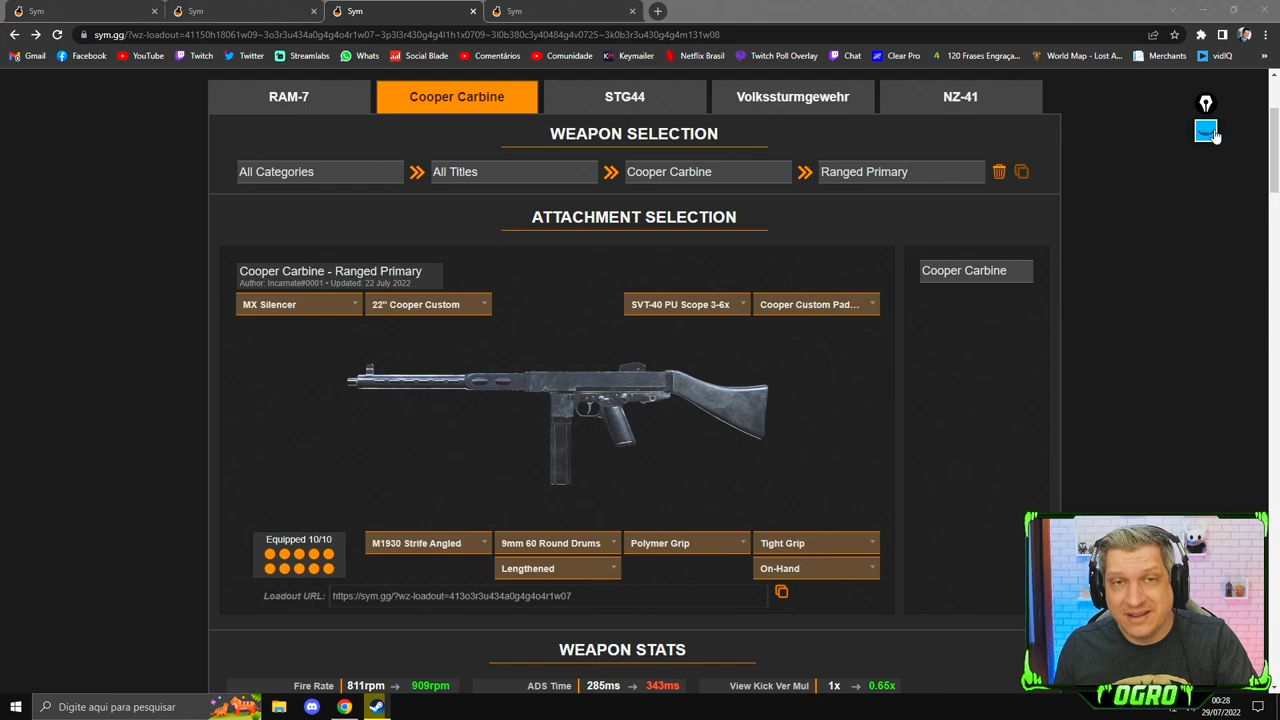 Sym
Sym
Sym
Sym
sym.gg/?wz-loadout=41150h18061w09~3o3r3u434a0g4g4o4r1w07~3p3l3r430g4g4l1h1x0709~3l0b380c3y40484g4v0725~3k0b3r3u434a0g4g4m131w08
Gmail Facebook YouTube Twitch Twitter Streamlabs Whats Social Blade Comentários Comunidade Keymailer Netflix Brasil Twitch Poll Overlay Chat Clear Pro 120 Frases Engraça... World Map - Lost A... Merchants vidIQ
RAM-7 Cooper Carbine STG44 Volkssturmgewehr NZ-41
WEAPON SELECTION
All Categories All Titles Cooper Carbine Ranged Primary
ATTACHMENT SELECTION
Cooper Carbine - Ranged Primary Cooper Carbine
Author: Incarnate#0001 • Updated: 22 July 2022
MX Silencer 22" Cooper Custom SVT-40 PU Scope 3-6x Cooper Custom Pad...
Equipped 10/10 M1930 Strife Angled 9mm 60 Round Drums Polymer Grip Tight Grip
Lengthened On-Hand
Loadout URL: https://sym.gg/?wz-loadout=413o3r3u434a0g4g4o4r1w07
WEAPON STATS
Fire Rate 811rpm → 909rpm ADS Time 285ms → 343ms View Kick Ver Mul 1x → 0.65x
OGRO
Digite aqui para pesquisar
00:28
29/07/2022